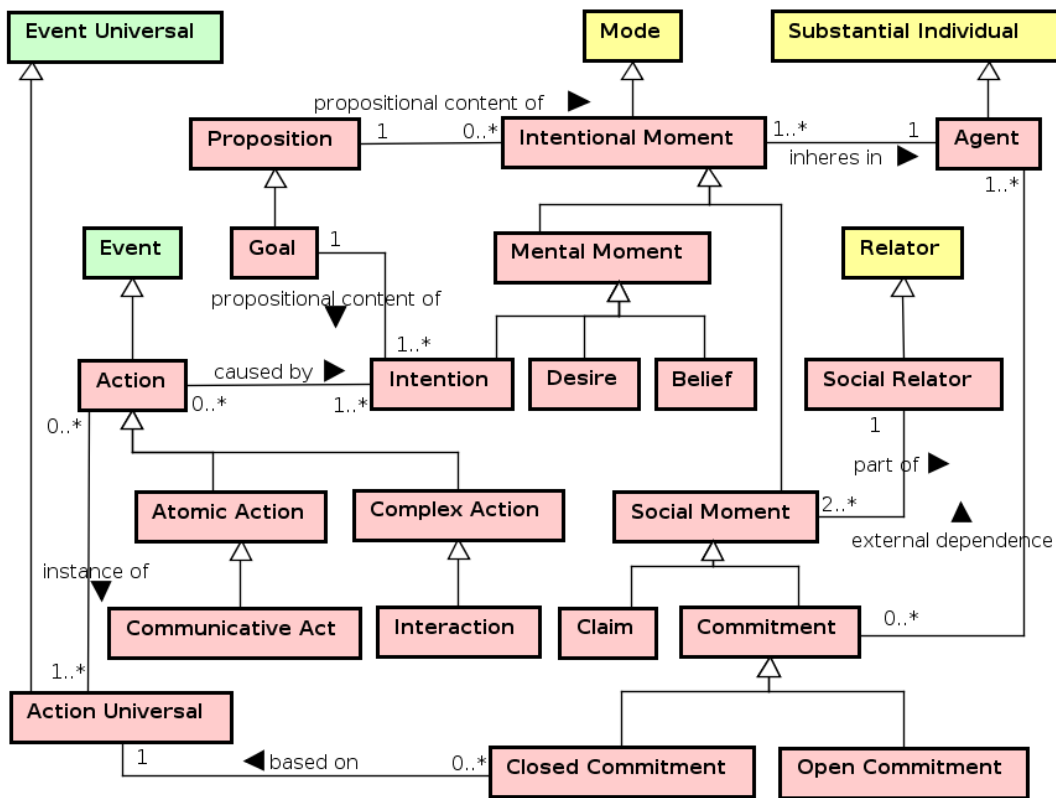 Event Universal
Mode
Substantial Individual
propositional content of
Proposition
1
0..*
Intentional Moment
1..*
1
Agent
inheres in
1..*
Event
Goal
1
Mental Moment
Relator
propositional content of
1..*
Action
caused by
Intention
Desire
Belief
Social Relator
0..*
1..*
0..*
1
part of
Atomic Action
Complex Action
Social Moment
2..*
external dependence
instance of
Communicative Act
Interaction
Claim
Commitment
0..*
1..*
Action Universal
1
based on
0..*
Closed Commitment
Open Commitment